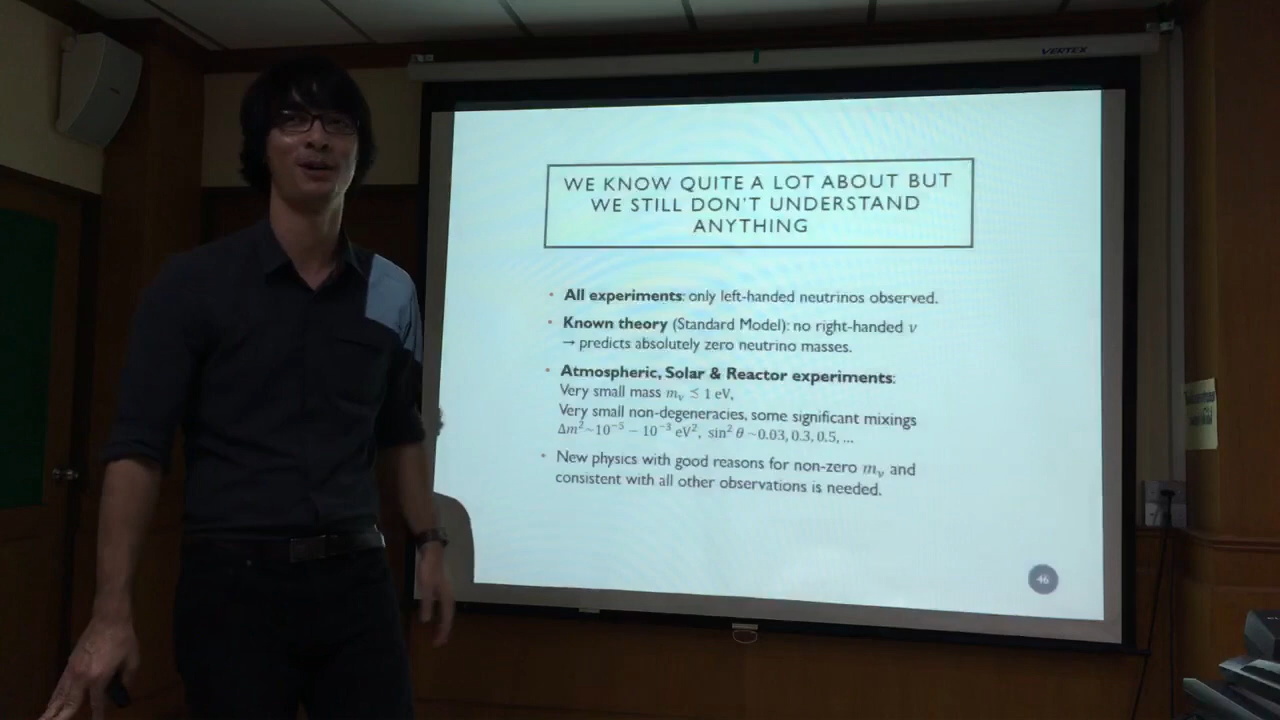 VERTEX
WE KNOW QUITE A LOT ABOUT BUT
WE STILL DON'T UNDERSTAND
ANYTHING
• All experiments: only left-handed neutrinos observed.
• Known theory (Standard Model): no right-handed ν
→ predicts absolutely zero neutrino masses.
• Atmospheric, Solar & Reactor experiments:
Very small mass mᵥ ≲ 1 eV,
Very small non-degeneracies, some significant mixings
Δm²~10⁻⁵ – 10⁻³ eV², sin² θ ~0.03, 0.3, 0.5, ...
• New physics with good reasons for non-zero mᵥ and
consistent with all other observations is needed.
46